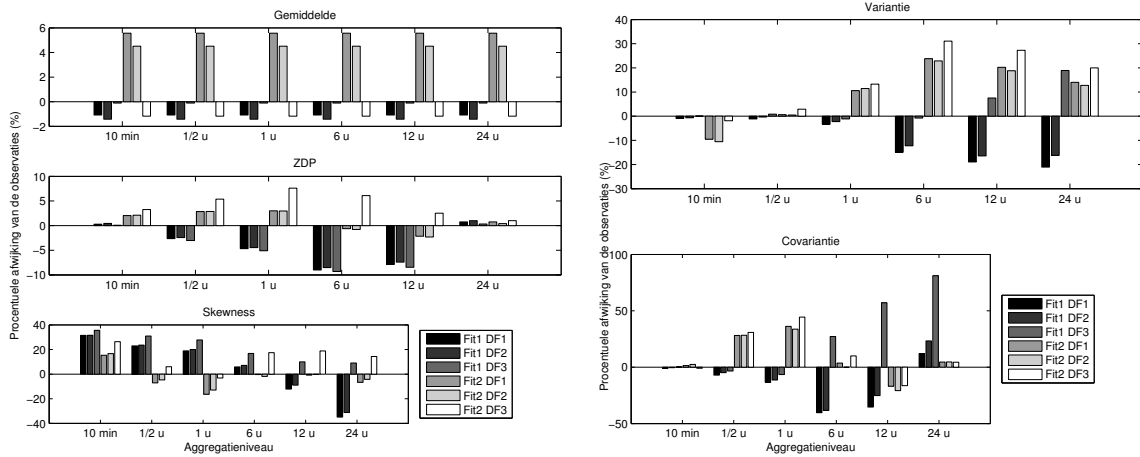 Gemiddelde
6
4
2
0
−2
10 min
1/2 u
1 u
6 u
12 u
24 u
ZDP
10
5
0
−5
−10
10 min
1/2 u
1 u
6 u
12 u
24 u
Procentuele afwijking van de observaties (%)
Skewness
40
20
0
−20
−40
10 min
1/2 u
1 u
6 u
12 u
24 u
Aggregatieniveau
Fit1 DF1
Fit1 DF2
Fit1 DF3
Fit2 DF1
Fit2 DF2
Fit2 DF3
Variantie
40
30
20
10
0
−10
−20
−30
10 min
1/2 u
1 u
6 u
12 u
24 u
Procentuele afwijking van de observaties (%)
Covariantie
100
50
0
−50
10 min
1/2 u
1 u
6 u
12 u
24 u
Aggregatieniveau
Fit1 DF1
Fit1 DF2
Fit1 DF3
Fit2 DF1
Fit2 DF2
Fit2 DF3